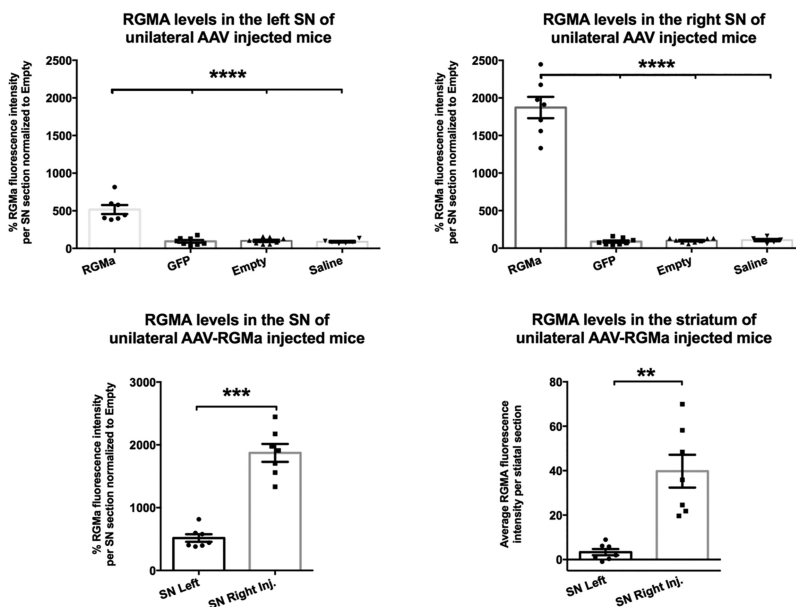 RGMA levels in the left SN of
unilateral AAV injected mice
% RGMa fluorescence intensity
per SN section normalized to Empty
2500
2000
1500
1000
500
0
****
RGMa
GFP
Empty
Saline
RGMA levels in the right SN of
unilateral AAV injected mice
% RGMa fluorescence intensity
per SN section normalized to Empty
2500
2000
1500
1000
500
0
****
RGMa
GFP
Empty
Saline
RGMA levels in the SN of
unilateral AAV-RGMa injected mice
% RGMa fluorescence intensity
per SN section normalized to Empty
3000
2000
1000
0
***
SN Left
SN Right Inj.
RGMA levels in the striatum of
unilateral AAV-RGMa injected mice
Average RGMA fluorescence
intensity per stiatal section
80
60
40
20
0
**
SN Left
SN Right Inj.